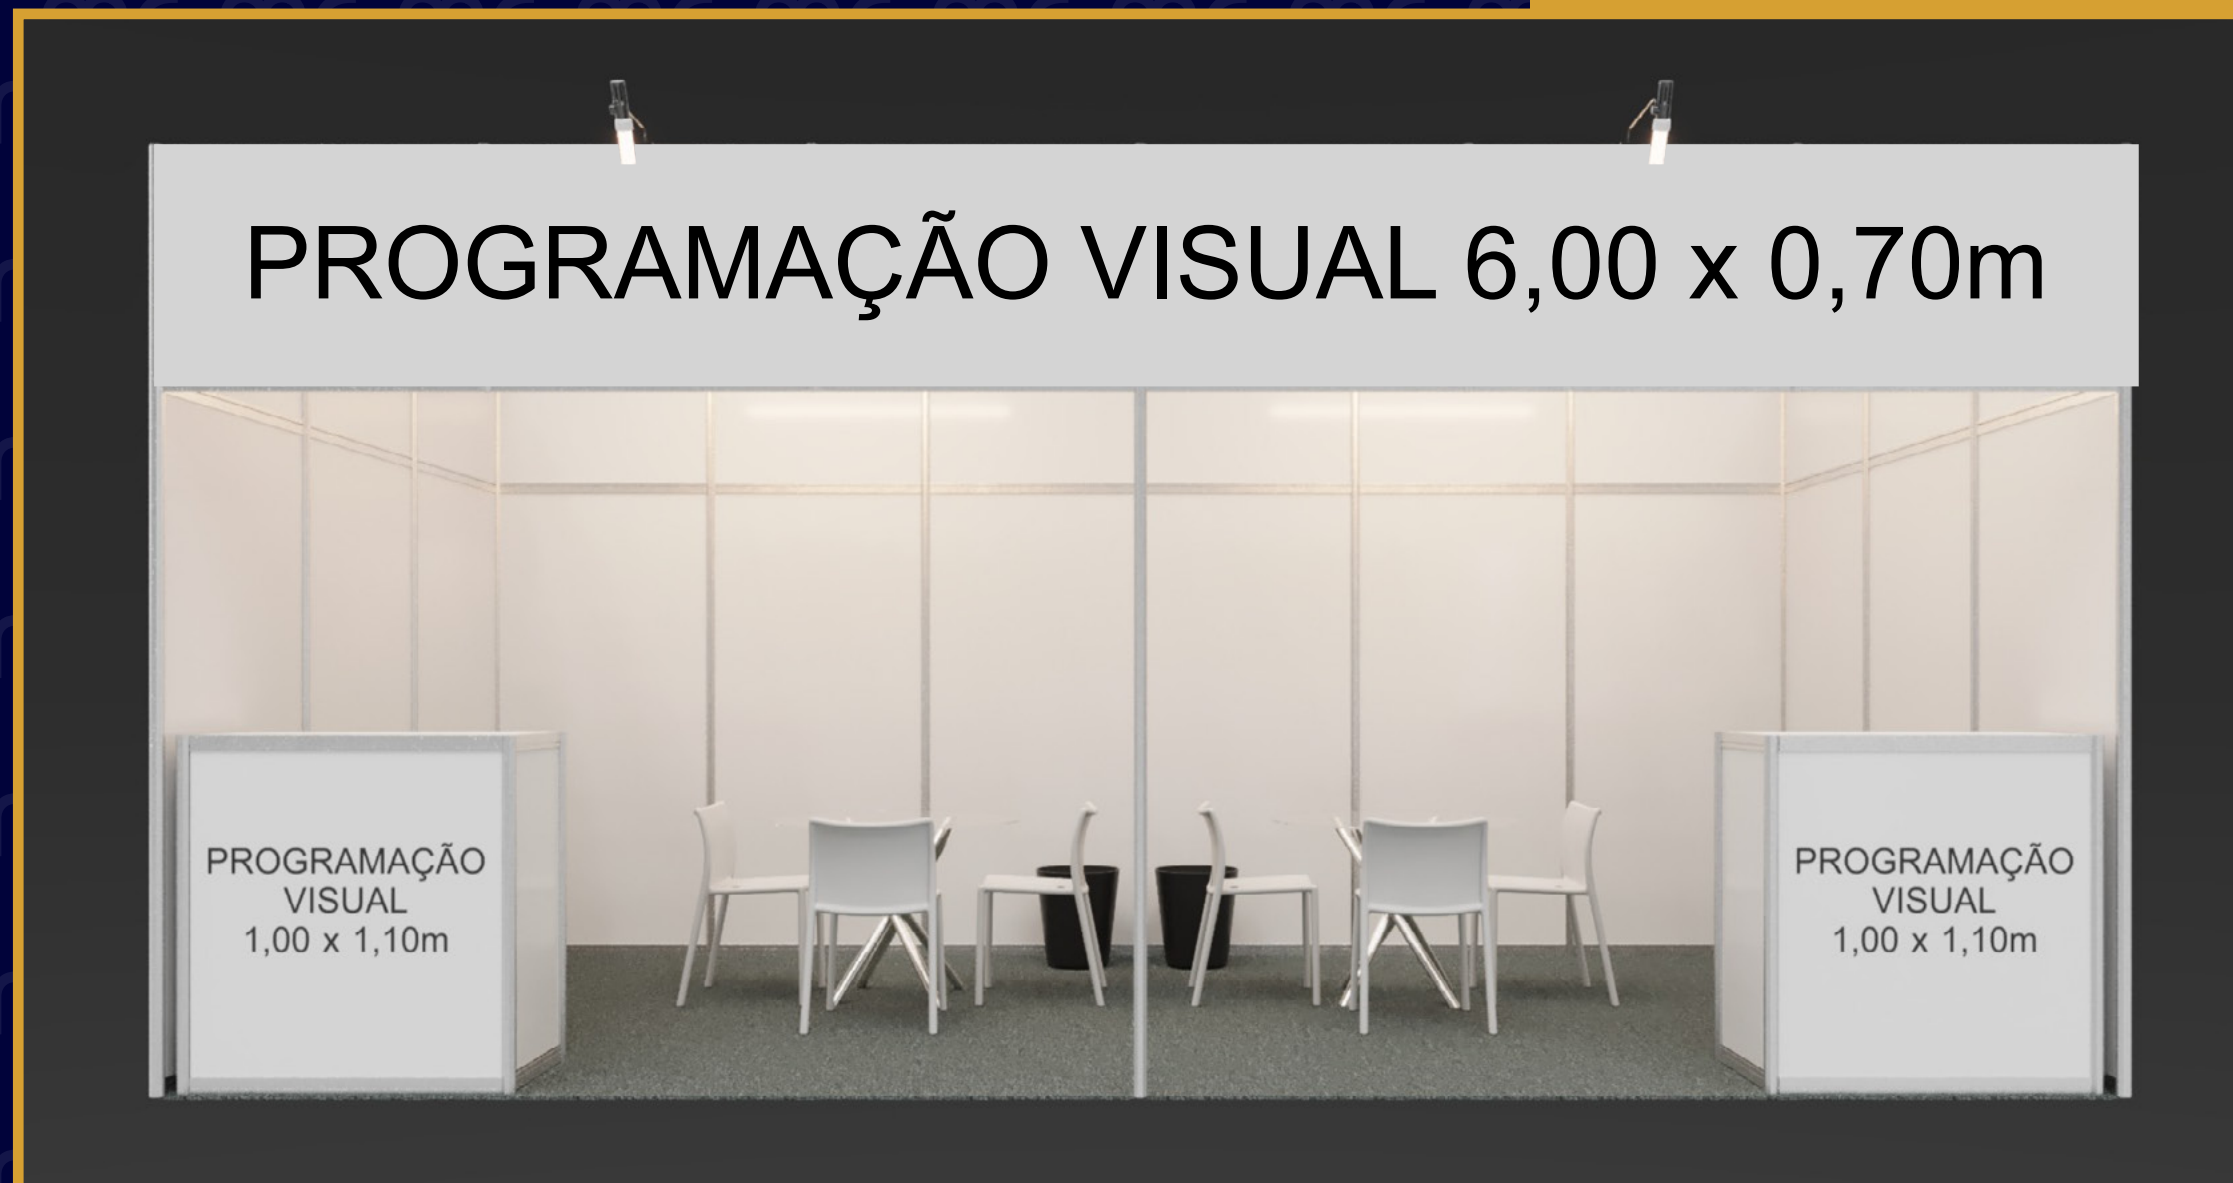 PROGRAMAÇÃO VISUAL 6,00 x 0,70m
PROGRAMAÇÃO
VISUAL
1,00 x 1,10m
PROGRAMAÇÃO
VISUAL
1,00 x 1,10m